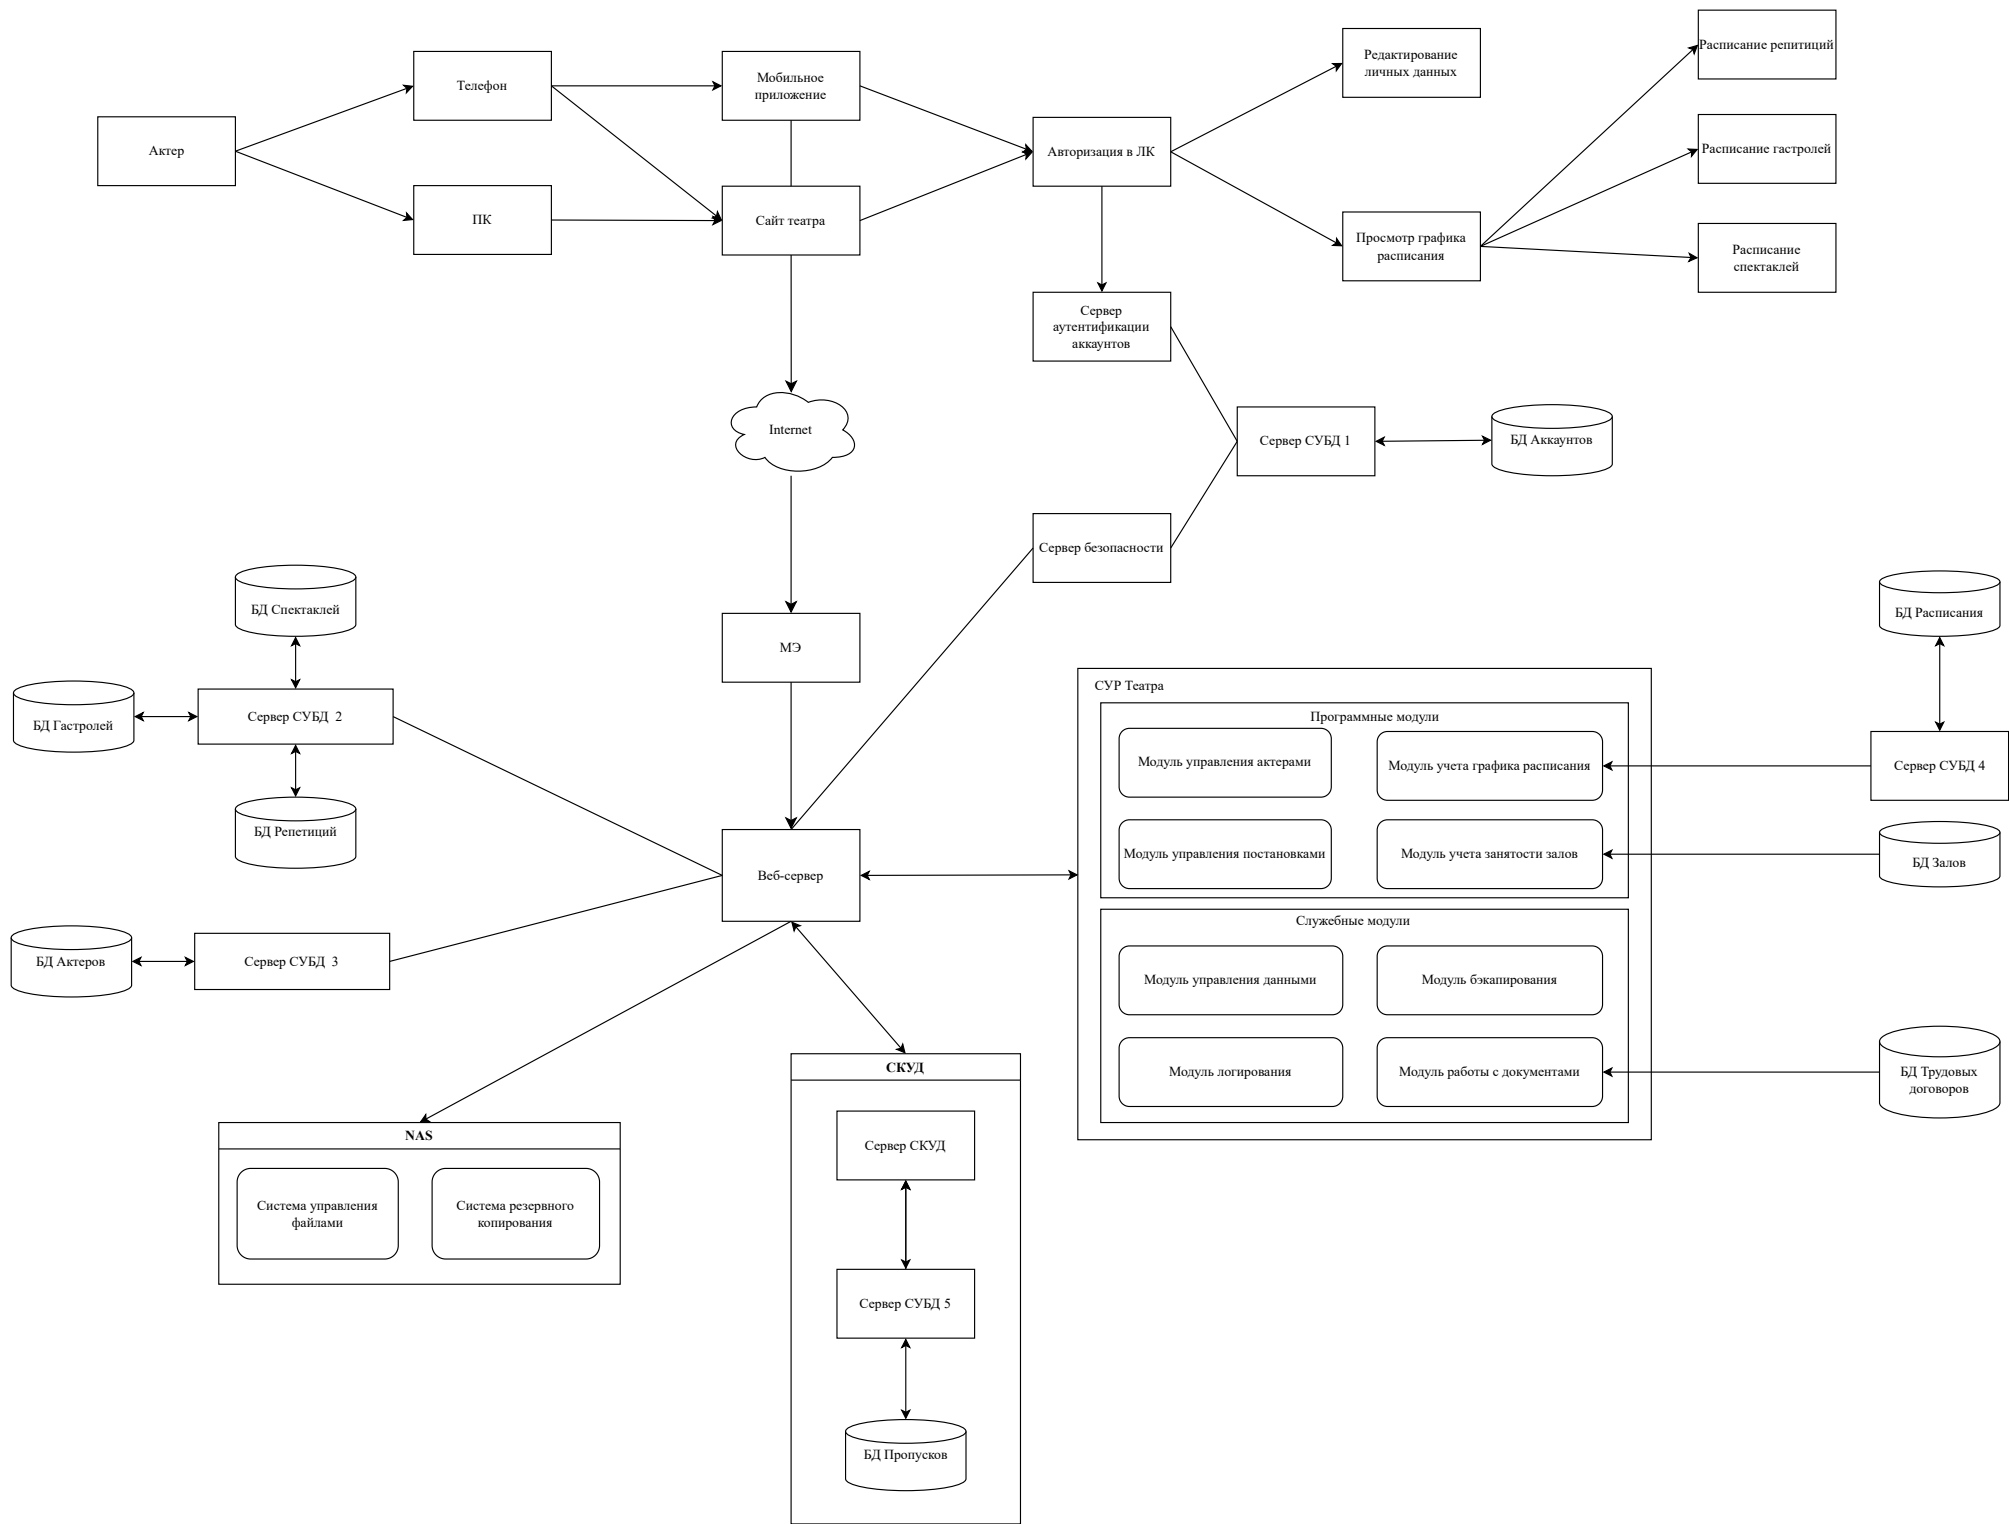 Актер
Телефон
ПК
Мобильное
приложение
Сайт театра
Авторизация в ЛК
Редактирование
личных данных
Просмотр графика
расписания
Расписание репитиций
Расписание гастролей
Расписание
спектаклей
Сервер
аутентификации
аккаунтов
Internet
Сервер СУБД 1
БД Аккаунтов
Сервер безопасности
МЭ
БД Спектаклей
БД Гастролей
Сервер СУБД 2
БД Репетиций
БД Актеров
Сервер СУБД 3
Веб-сервер
СУР Театра
Программные модули
Модуль управления актерами
Модуль учета графика расписания
Модуль управления постановками
Модуль учета занятости залов
Служебные модули
Модуль управления данными
Модуль бэкапирования
Модуль логирования
Модуль работы с документами
БД Расписания
Сервер СУБД 4
БД Залов
БД Трудовых
договоров
NAS
Система управления
файлами
Система резервного
копирования
СКУД
Сервер СКУД
Сервер СУБД 5
БД Пропусков